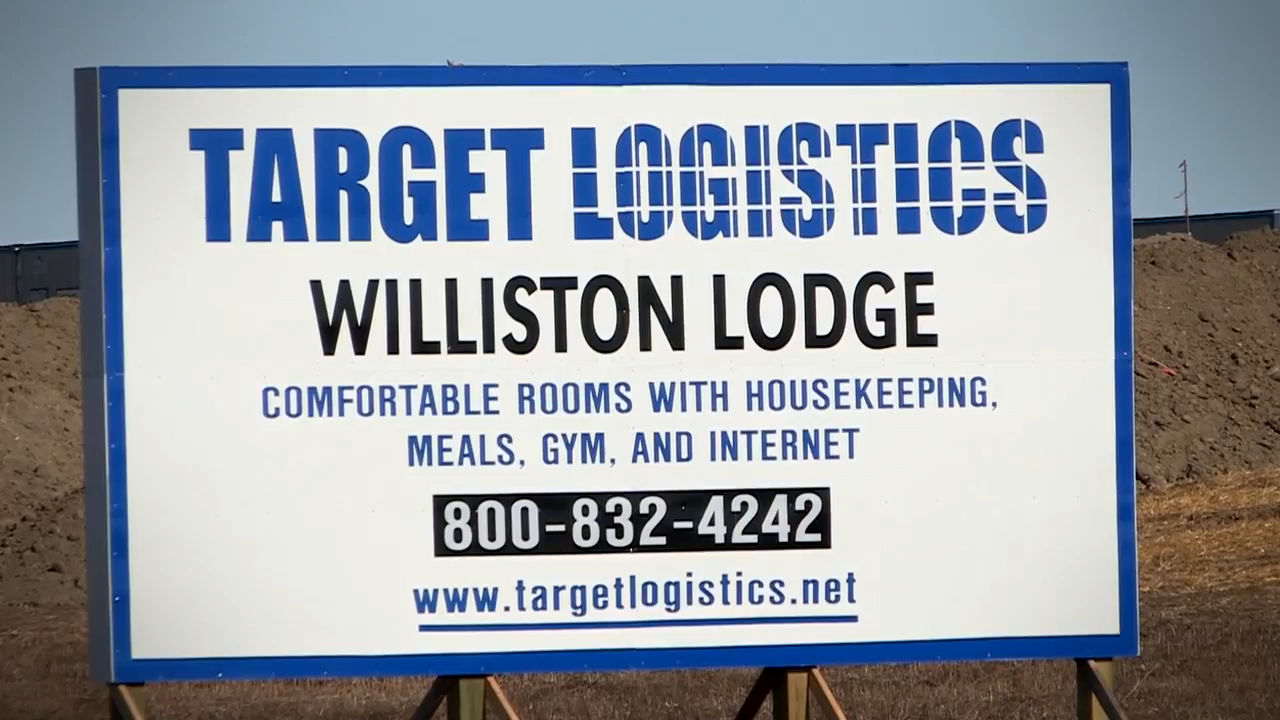 TARGET LOGISTICS
WILLISTON LODGE
COMFORTABLE ROOMS WITH HOUSEKEEPING,
MEALS, GYM, AND INTERNET
800-832-4242
www.targetlogistics.net